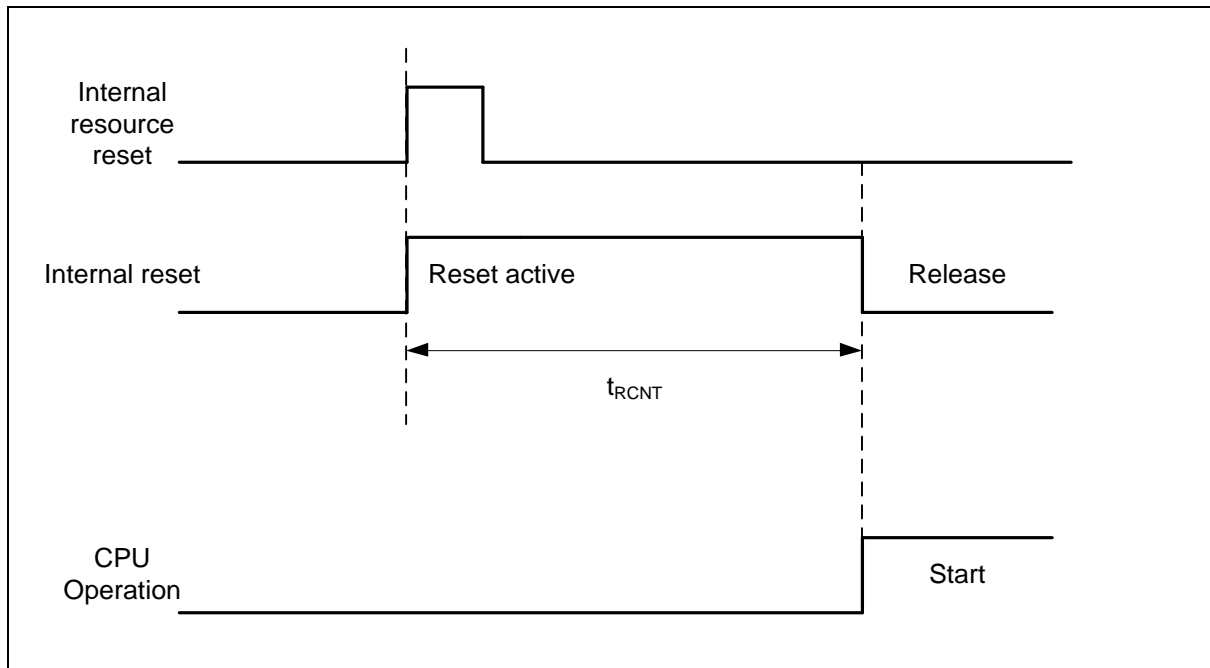 Internal
resource
reset
Internal reset
Reset active
Release
tRCNT
CPU
Operation
Start